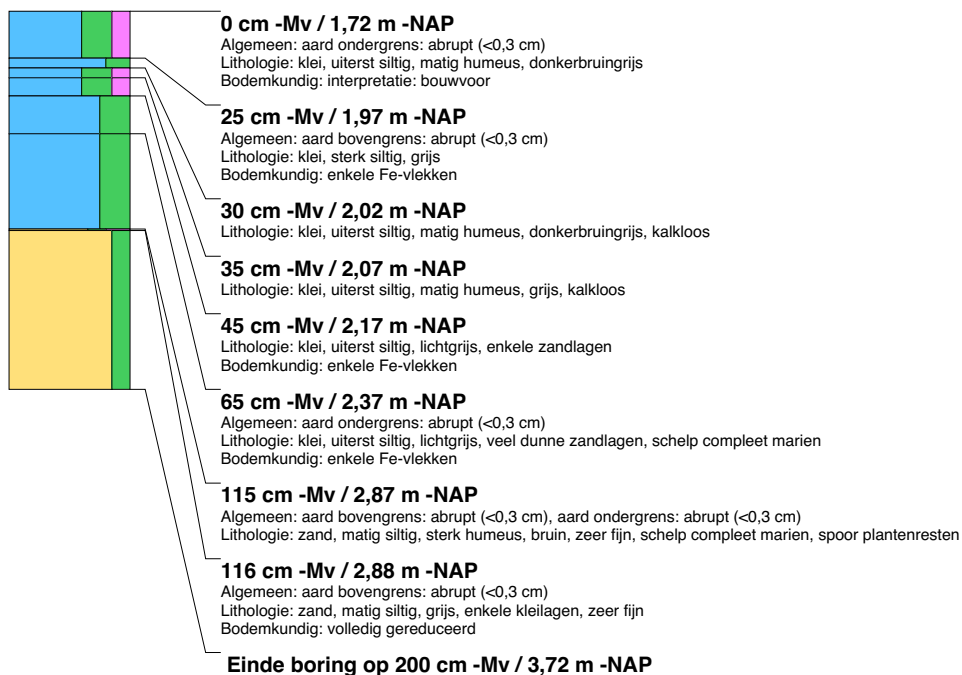 0 cm -Mv / 1,72 m -NAP
Algemeen: aard ondergrens: abrupt (<0,3 cm)
Lithologie: klei, uiterst siltig, matig humeus, donkerbruingrijs
Bodemkundig: interpretatie: bouwvoor
25 cm -Mv / 1,97 m -NAP
Algemeen: aard bovengrens: abrupt (<0,3 cm)
Lithologie: klei, sterk siltig, grijs
Bodemkundig: enkele Fe-vlekken
30 cm -Mv / 2,02 m -NAP
Lithologie: klei, uiterst siltig, matig humeus, donkerbruingrijs, kalkloos
35 cm -Mv / 2,07 m -NAP
Lithologie: klei, uiterst siltig, matig humeus, grijs, kalkloos
45 cm -Mv / 2,17 m -NAP
Lithologie: klei, uiterst siltig, lichtgrijs, enkele zandlagen
Bodemkundig: enkele Fe-vlekken
65 cm -Mv / 2,37 m -NAP
Algemeen: aard ondergrens: abrupt (<0,3 cm)
Lithologie: klei, uiterst siltig, lichtgrijs, veel dunne zandlagen, schelp compleet marien
Bodemkundig: enkele Fe-vlekken
115 cm -Mv / 2,87 m -NAP
Algemeen: aard bovengrens: abrupt (<0,3 cm), aard ondergrens: abrupt (<0,3 cm)
Lithologie: zand, matig siltig, sterk humeus, bruin, zeer fijn, schelp compleet marien, spoor plantenresten
116 cm -Mv / 2,88 m -NAP
Algemeen: aard bovengrens: abrupt (<0,3 cm)
Lithologie: zand, matig siltig, grijs, enkele kleilagen, zeer fijn
Bodemkundig: volledig gereduceerd
Einde boring op 200 cm -Mv / 3,72 m -NAP